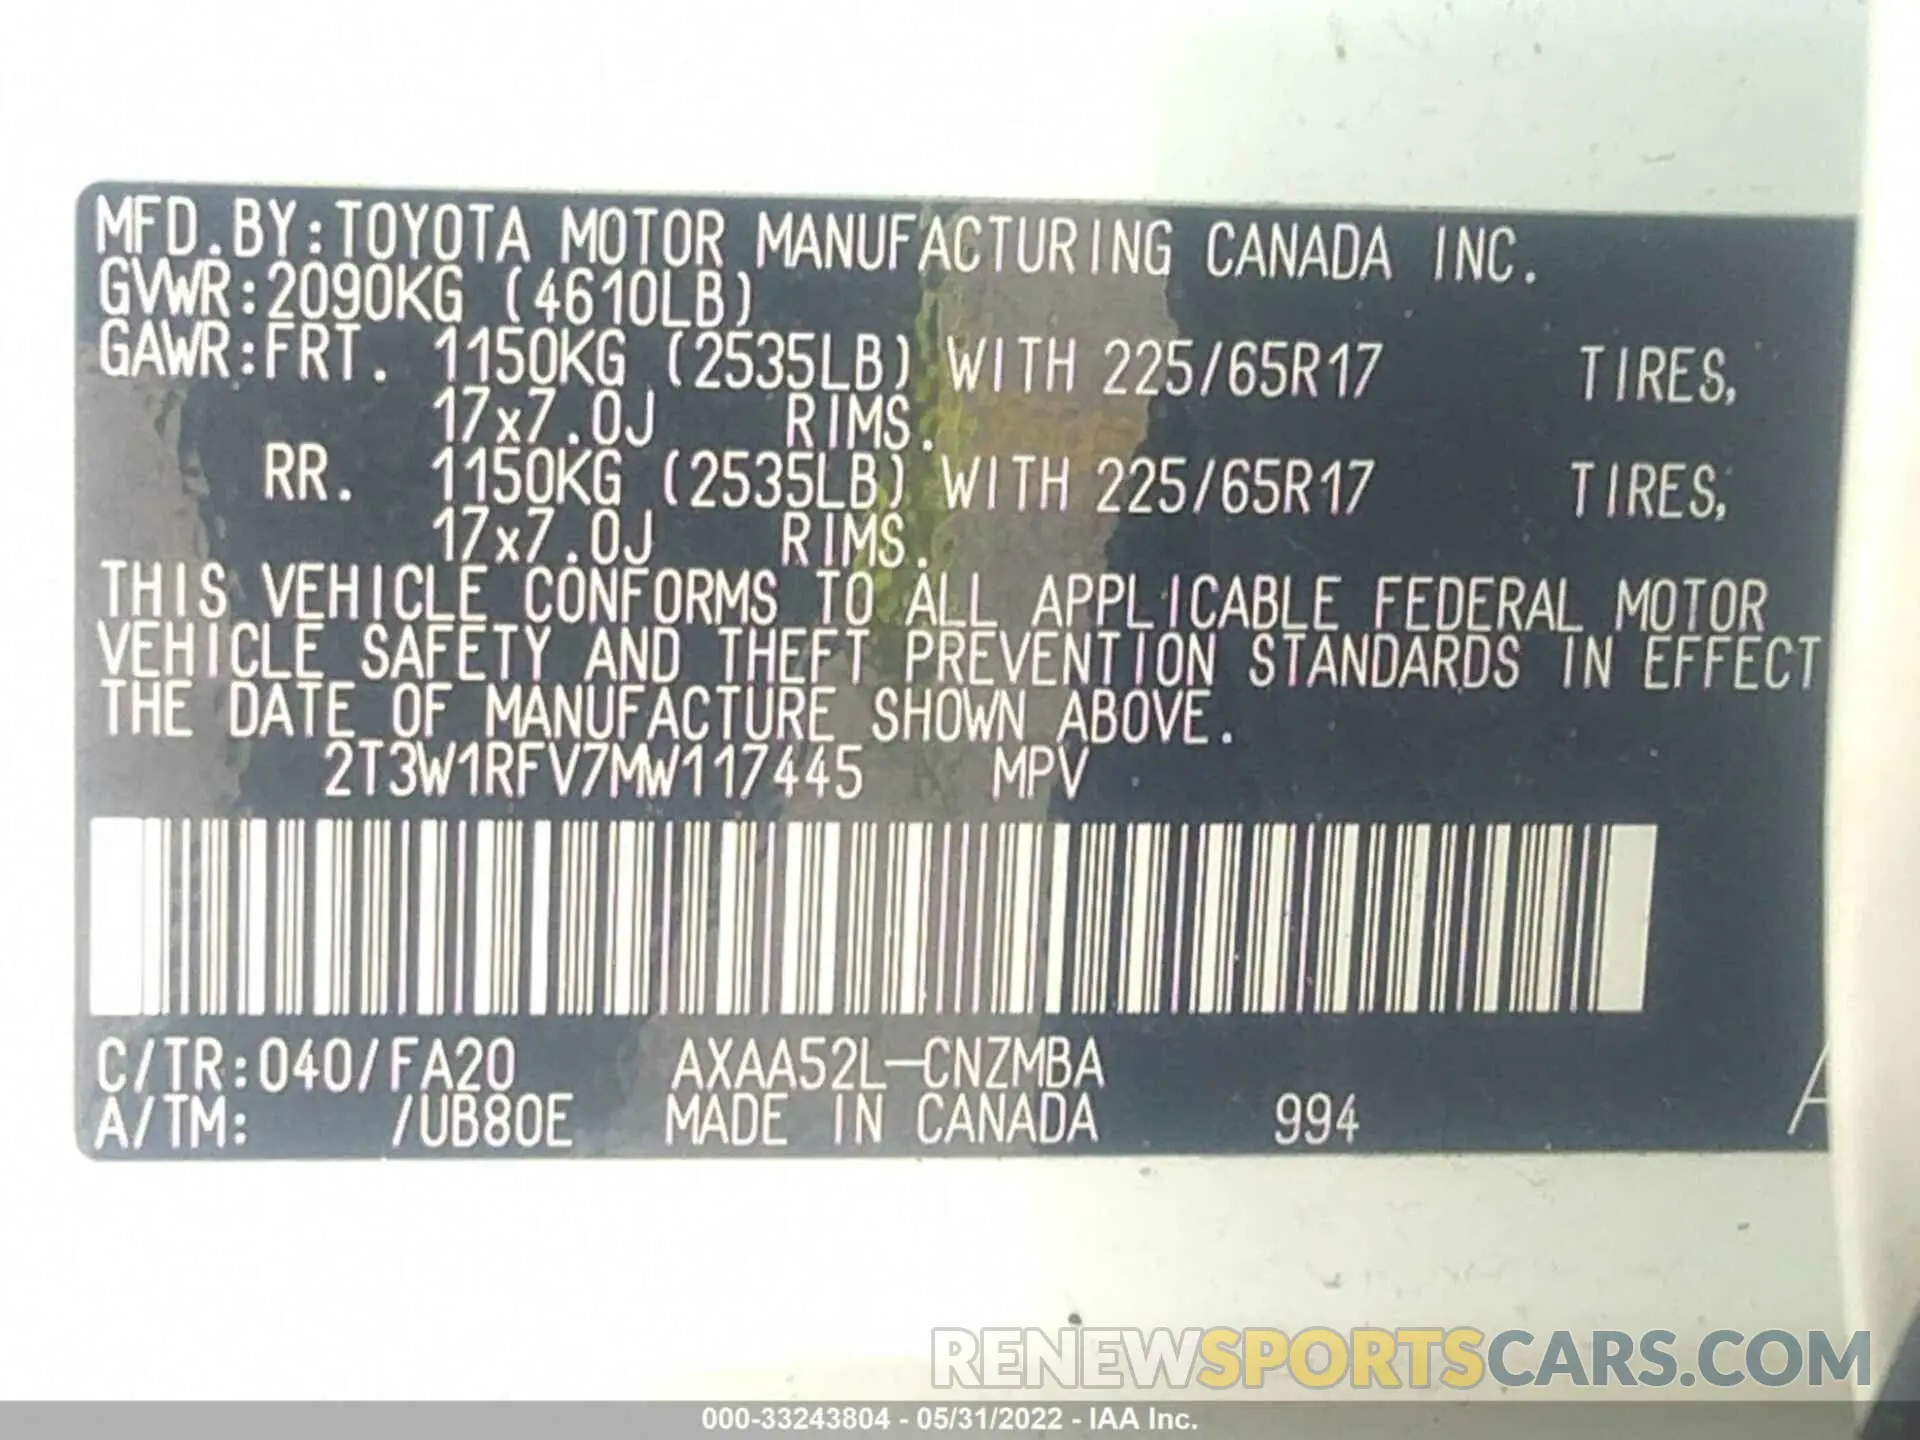 MFD.BY:TOYOTA MOTOR MANUFACTURING CANADA INC.
GVWR:2090KG (4610LB)
GAWR:FRT. 1150KG (2535LB) WITH 225/65R17 TIRES,
17x7.0J RIMS.
RR. 1150KG (2535LB) WITH 225/65R17 TIRES,
17x7.0J RIMS.
THIS VEHICLE CONFORMS TO ALL APPLICABLE FEDERAL MOTOR
VEHICLE SAFETY AND THEFT PREVENTION STANDARDS IN EFFECT
THE DATE OF MANUFACTURE SHOWN ABOVE.
2T3W1RFV7MW117445 MPV
C/TR:040/FA20 AXAA52L-CNZMBA
A/TM: /UB80E MADE IN CANADA 994 A
RENEWSPORTSCARS.COM
000-33243804 - 05/31/2022 - IAA Inc.